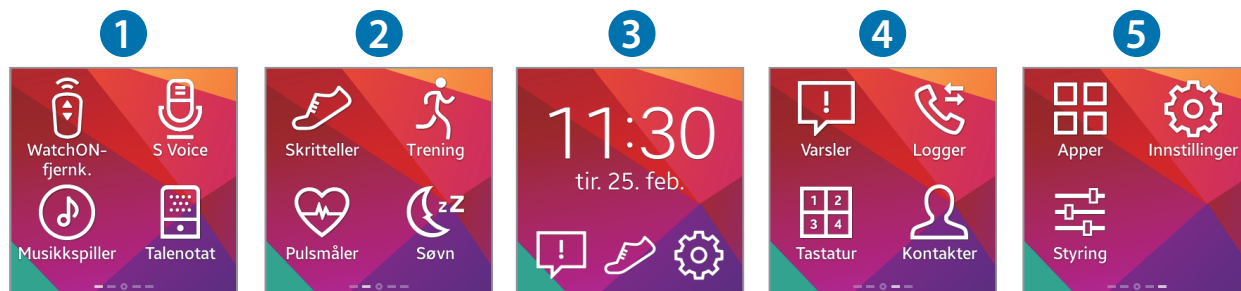 1 2 3 4 5
WatchON-
fjernk.
S Voice
Musikkspiller
Talenotat
Skritteller
Trening
Pulsmåler
zZ
Søvn
11:30
tir. 25. feb.
!
!
Varsler
Logger
1 2
3 4
Tastatur
Kontakter
Apper
Innstillinger
Styring